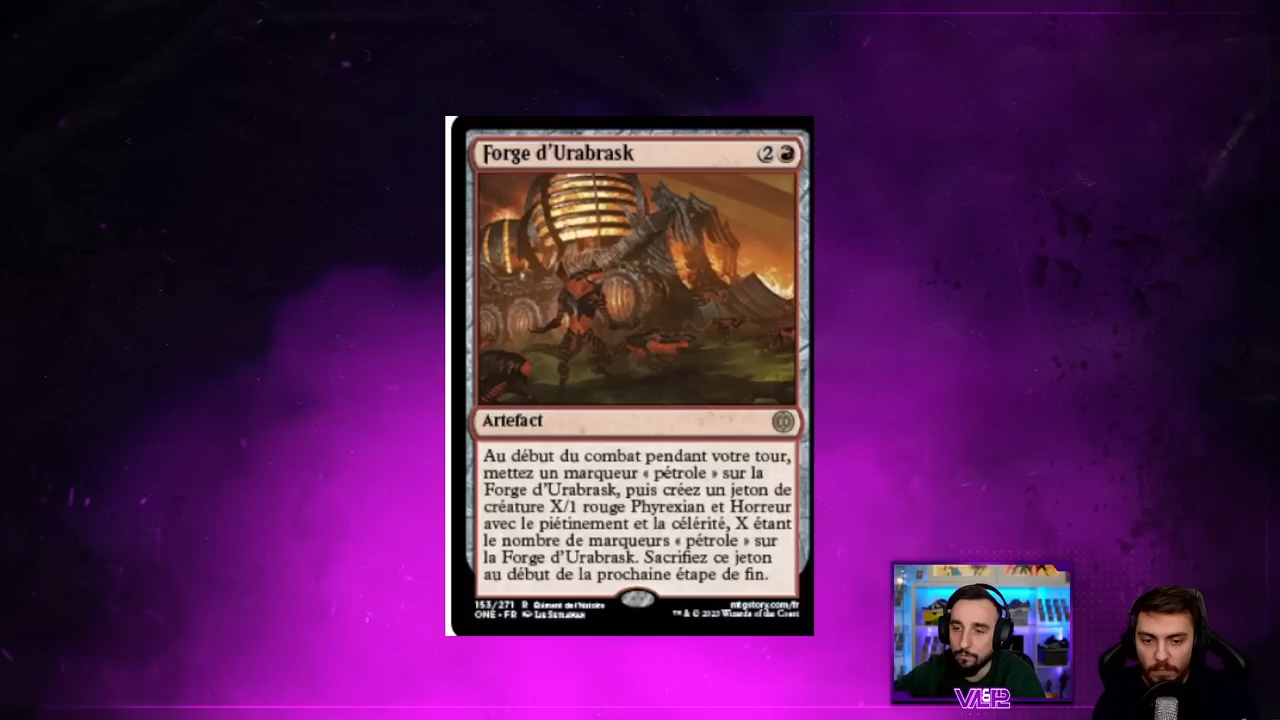 Forge d'Urabrask
2
Artefact
Au début du combat pendant votre tour,
mettez un marqueur « pétrole » sur la
Forge d'Urabrask, puis créez un jeton de
créature X/1 rouge Phyrexian et Horreur
avec le piétinement et la célérité, X étant
le nombre de marqueurs « pétrole » sur
la Forge d'Urabrask. Sacrifiez ce jeton
au début de la prochaine étape de fin.
153/271 R Élément de l'histoire
mtgstory.com/fr
ONE • FR
™ & © 2023 Wizards of the Coast